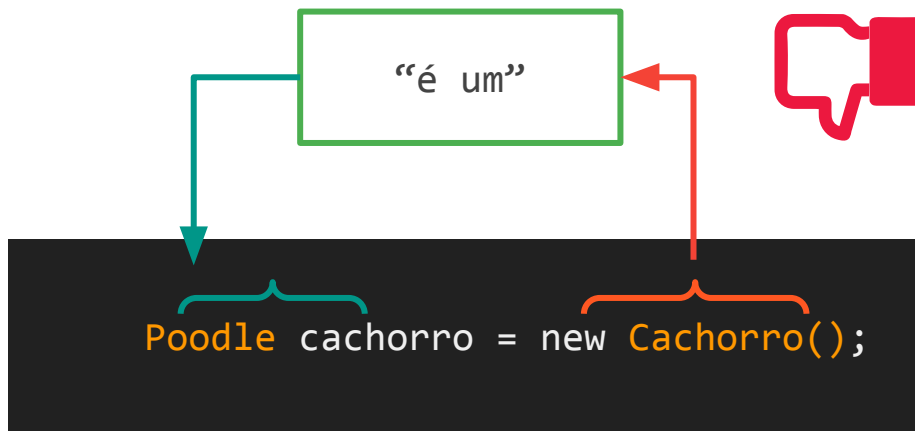 “é um”
Poodle cachorro = new Cachorro();